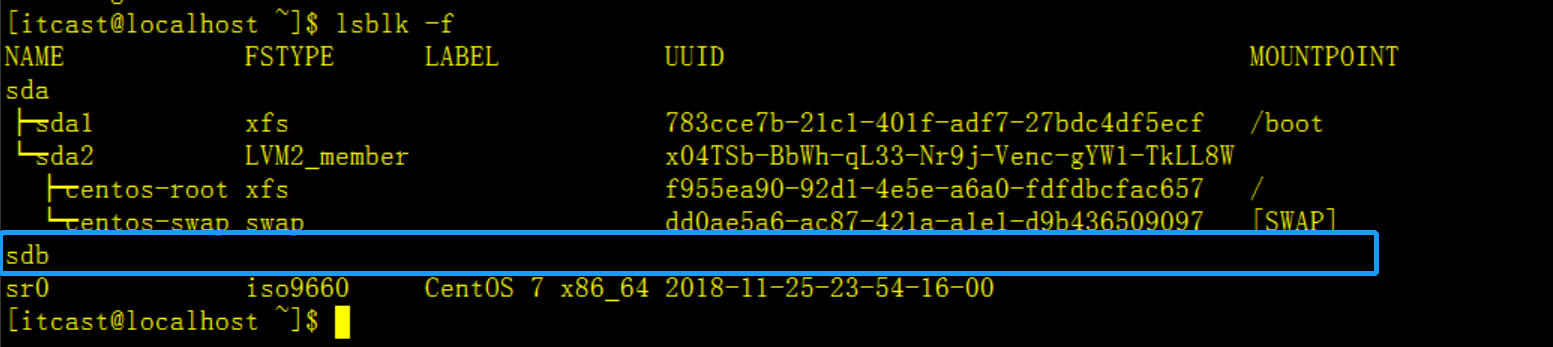 [itcast@localhost ~]$ lsblk -f
NAME FSTYPE LABEL UUID MOUNTPOINT
sda
├─sda1 xfs 783cce7b-21c1-401f-adf7-27bdc4df5ecf /boot
└─sda2 LVM2_member x04TSb-BbWh-qL33-Nr9j-Venc-gYW1-TkLL8W
├─centos-root xfs f955ea90-92d1-4e5e-a6a0-fdfdbcfac657 /
└─centos-swap swap dd0ae5a6-ac87-421a-a1e1-d9b436509097 [SWAP]
sdb
sr0 iso9660 CentOS 7 x86_64 2018-11-25-23-54-16-00
[itcast@localhost ~]$